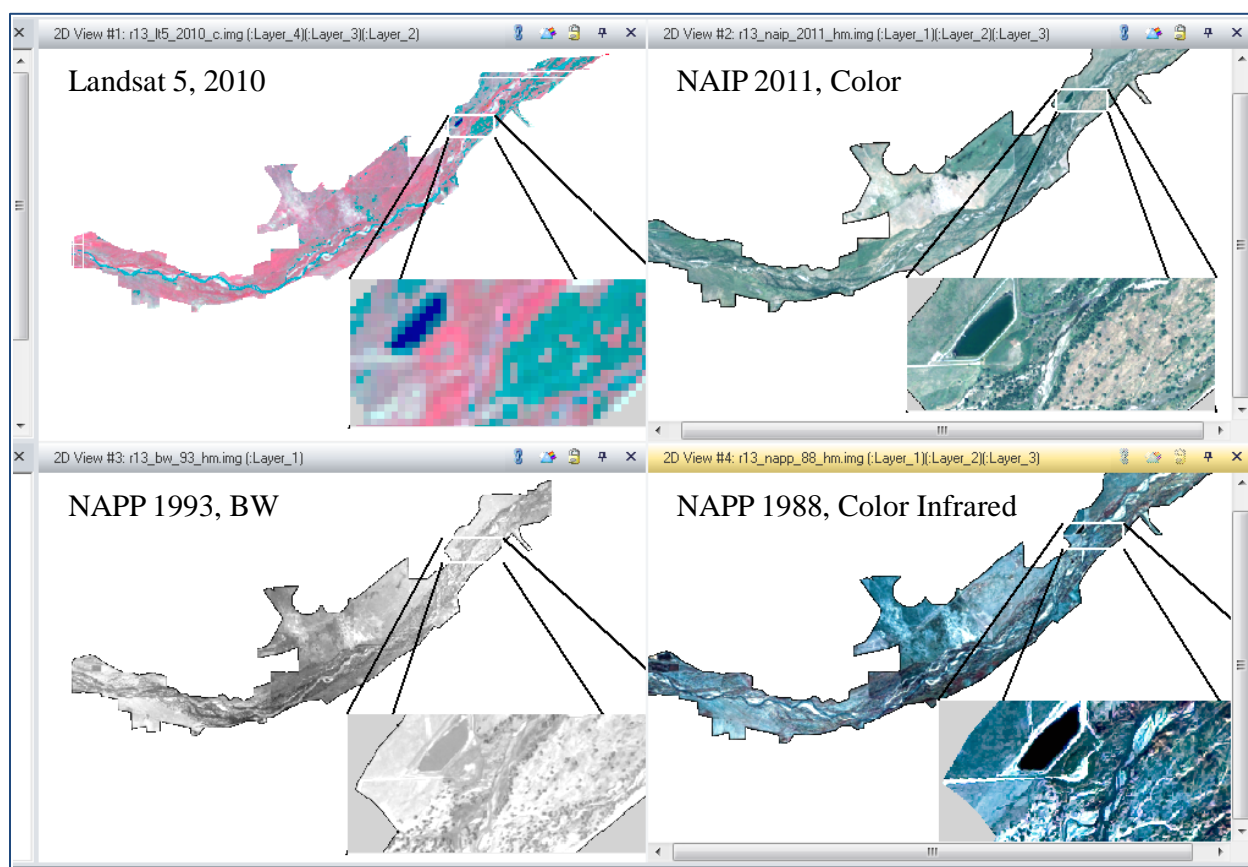 2D View #1: r13_lt5_2010_c.img (:Layer_4)(:Layer_3)(:Layer_2)
Landsat 5, 2010
2D View #2: r13_naip_2011_hm.img (:Layer_1)(:Layer_2)(:Layer_3)
NAIP 2011, Color
2D View #3: r13_bw_93_hm.img (:Layer_1)
NAPP 1993, BW
2D View #4: r13_napp_88_hm.img (:Layer_1)(:Layer_2)(:Layer_3)
NAPP 1988, Color Infrared